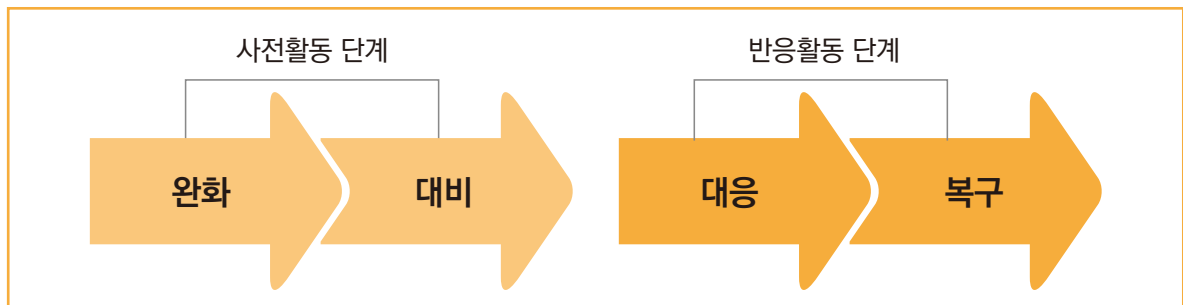 사전활동 단계
반응활동 단계
완화
대비
대응
복구